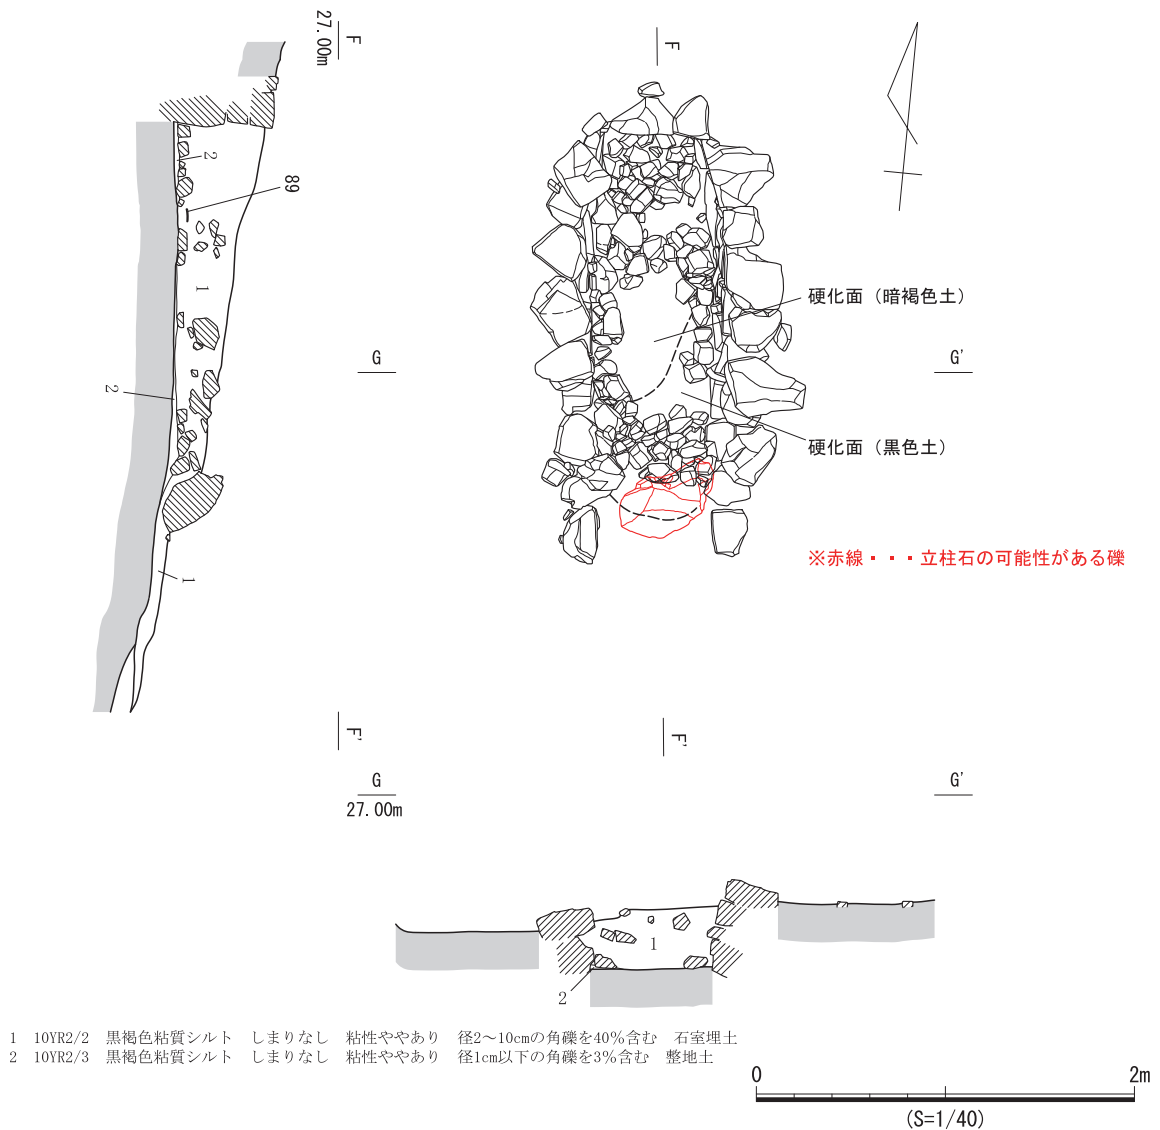 F
27.00m
F
2
89
1
硬化面（暗褐色土）
G
G'
2
硬化面（黒色土）
※赤線・・・立柱石の可能性がある礫
1
F'
F'
G
27.00m
G'
1
2
1 10YR2/2 黒褐色粘質シルト しまりなし 粘性ややあり 径2～10cmの角礫を40%含む 石室埋土
2 10YR2/3 黒褐色粘質シルト しまりなし 粘性ややあり 径1cm以下の角礫を3%含む 整地土
0 2m
(S=1/40)